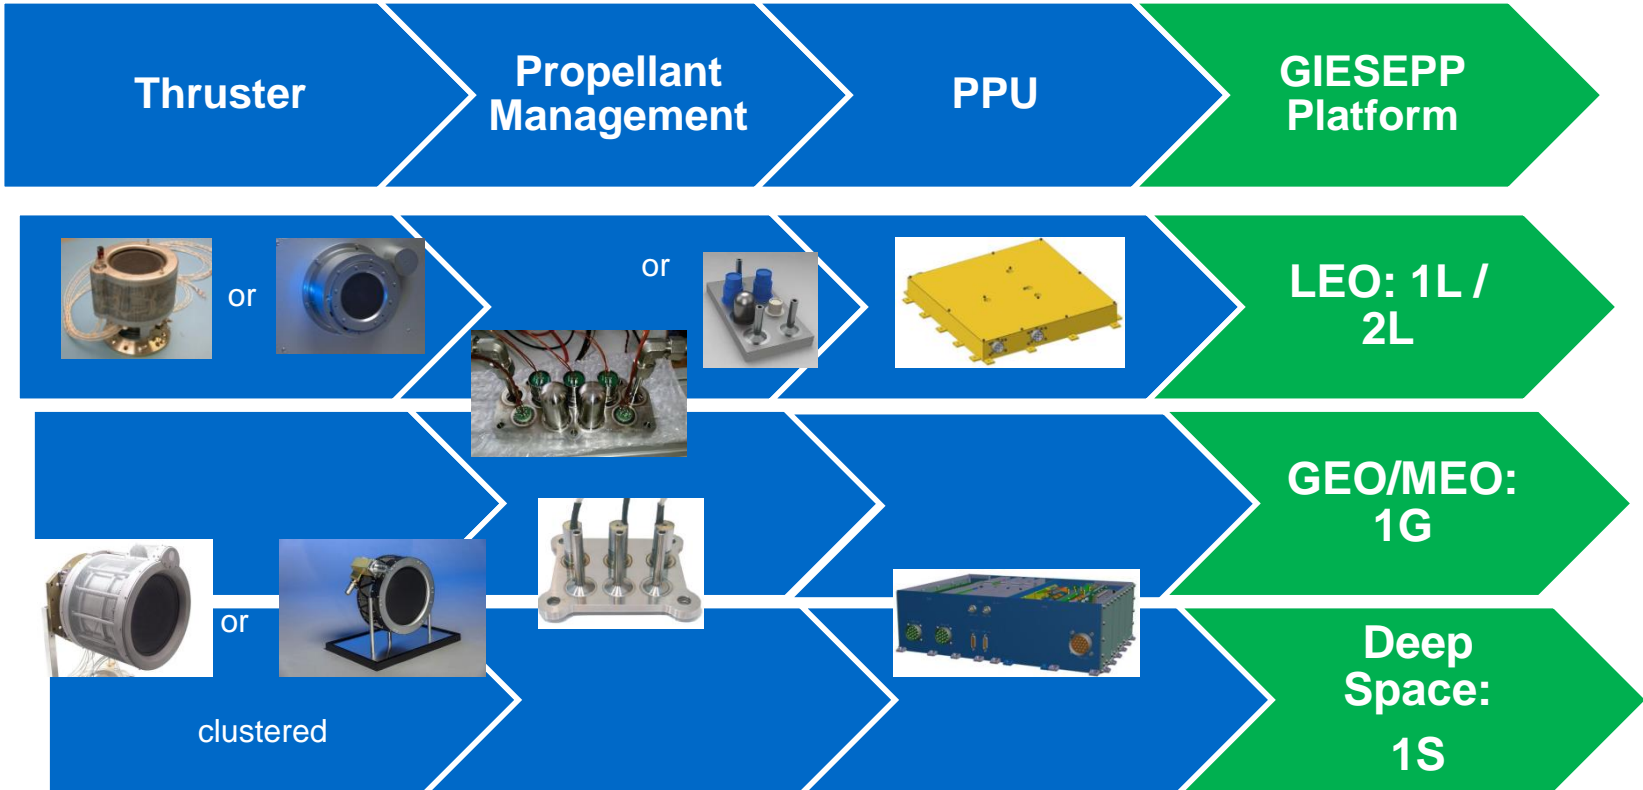 Thruster
Propellant
Management
PPU
GIESEPP
Platform
or
or
LEO: 1L /
2L
GEO/MEO:
1G
or
clustered
Deep
Space:
1S